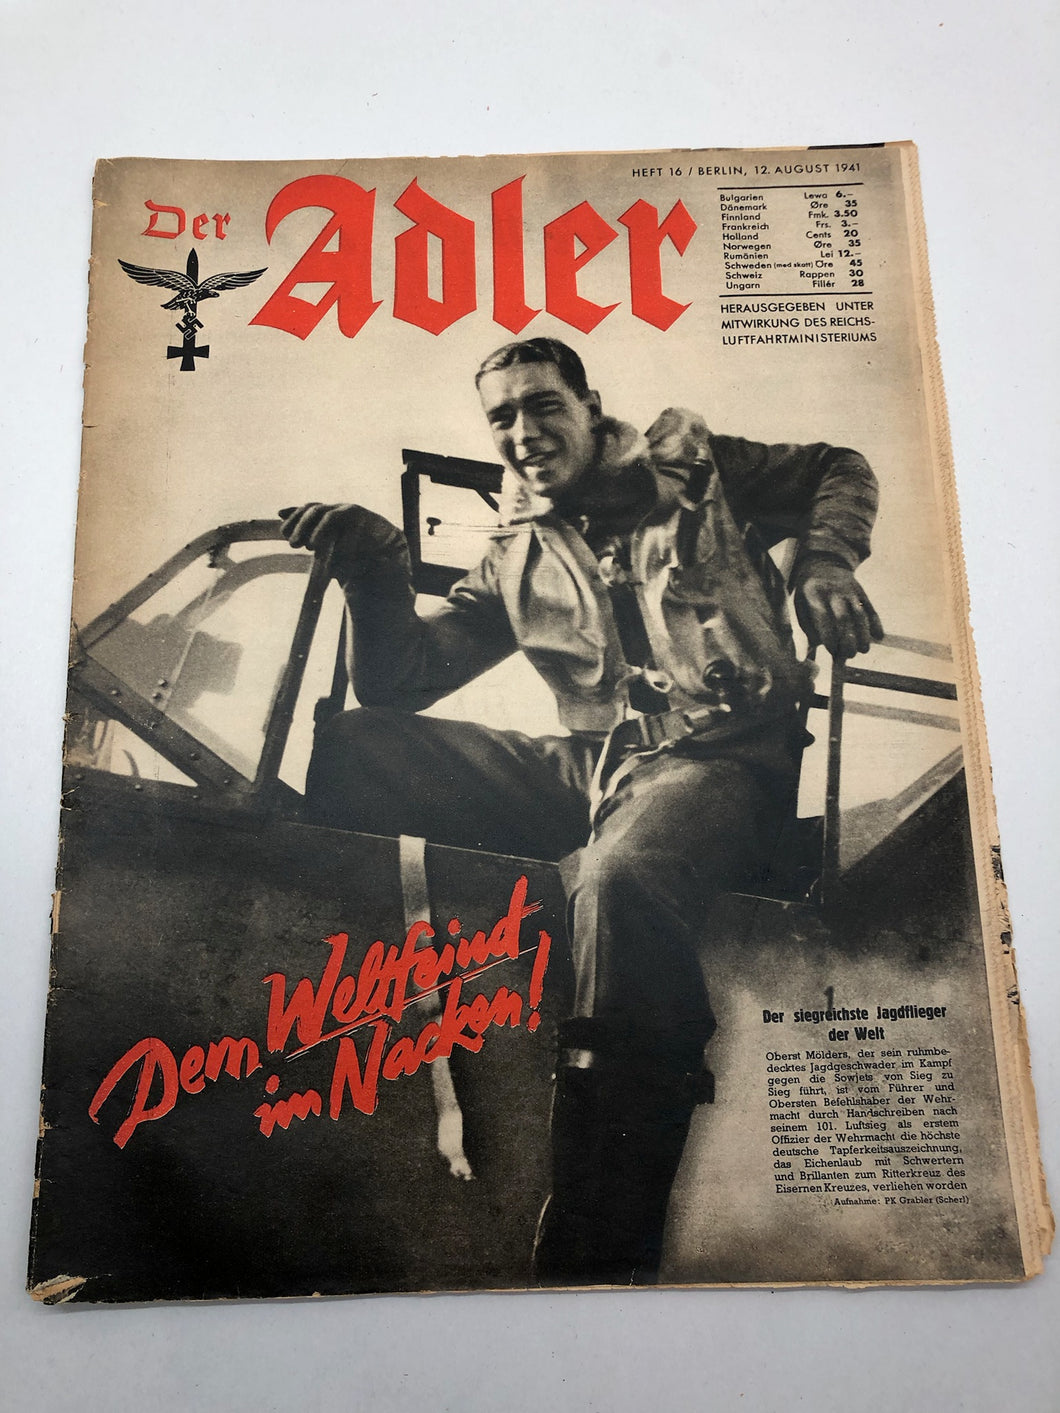 HEFT 16 / BERLIN, 12. AUGUST 1941
Der Adler
Bulgarien Lewa 6.–
Dänemark Øre 35
Finnland Fmk. 3.50
Frankreich Frs. 3.–
Holland Cents 20
Norwegen Øre 35
Rumänien Lei 12.–
Schweden (med skatt) Öre 45
Schweiz Rappen 30
Ungarn Fillér 28
HERAUSGEGEBEN UNTER
MITWIRKUNG DES REICHS-
LUFTFAHRTMINISTERIUMS
Dem Weltfeind
im Nacken!
Der siegreichste Jagdflieger
der Welt
Oberst Mölders, der sein ruhmbe-
decktes Jagdgeschwader im Kampf
gegen die Sowjets von Sieg zu
Sieg führt, ist vom Führer und
Obersten Befehlshaber der Wehr-
macht durch Handschreiben nach
seinem 101. Luftsieg als erstem
Offizier der Wehrmacht die höchste
deutsche Tapferkeitsauszeichnung,
das Eichenlaub mit Schwertern
und Brillanten zum Ritterkreuz des
Eisernen Kreuzes, verliehen worden
Aufnahme: PK Grabler (Scherl)